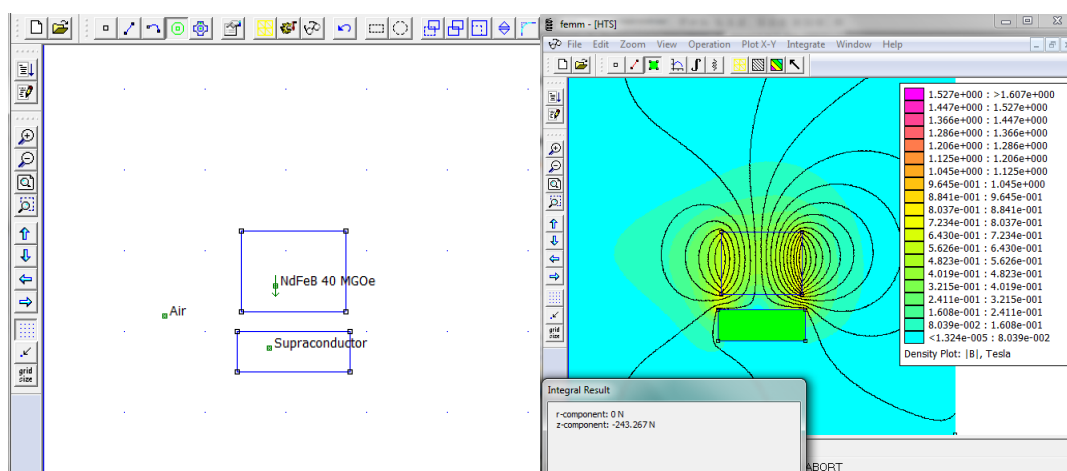 grid
size
NdFeB 40 MGOe
Air
Supraconductor
femm - [HTS]
File Edit Zoom View Operation Plot X-Y Integrate Window Help
grid
size
1.527e+000 : >1.607e+000
1.447e+000 : 1.527e+000
1.366e+000 : 1.447e+000
1.286e+000 : 1.366e+000
1.206e+000 : 1.286e+000
1.125e+000 : 1.206e+000
1.045e+000 : 1.125e+000
9.645e-001 : 1.045e+000
8.841e-001 : 9.645e-001
8.037e-001 : 8.841e-001
7.234e-001 : 8.037e-001
6.430e-001 : 7.234e-001
5.626e-001 : 6.430e-001
4.823e-001 : 5.626e-001
4.019e-001 : 4.823e-001
3.215e-001 : 4.019e-001
2.411e-001 : 3.215e-001
1.608e-001 : 2.411e-001
8.039e-002 : 1.608e-001
<1.324e-005 : 8.039e-002
Density Plot: |B|, Tesla
Integral Result
r-component: 0 N
z-component: -243.267 N
ABORT